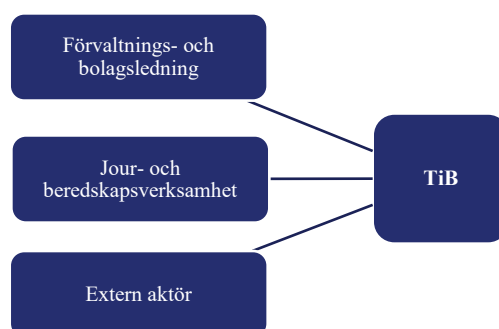 Förvaltnings- och
bolagsledning
Jour- och
beredskapsverksamhet
TiB
Extern aktör